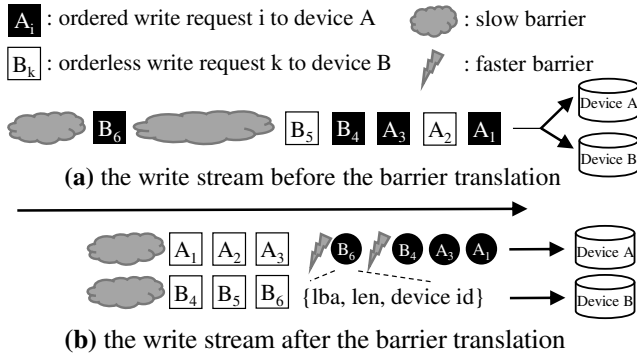 A_i : ordered write request i to device A : slow barrier
B_k : orderless write request k to device B : faster barrier
B_6 B_5 B_4 A_3 A_2 A_1 Device A
Device B
(a) the write stream before the barrier translation
A_1 A_2 A_3 B_6 B_4 A_3 A_1 Device A
B_4 B_5 B_6 {lba, len, device id} Device B
(b) the write stream after the barrier translation